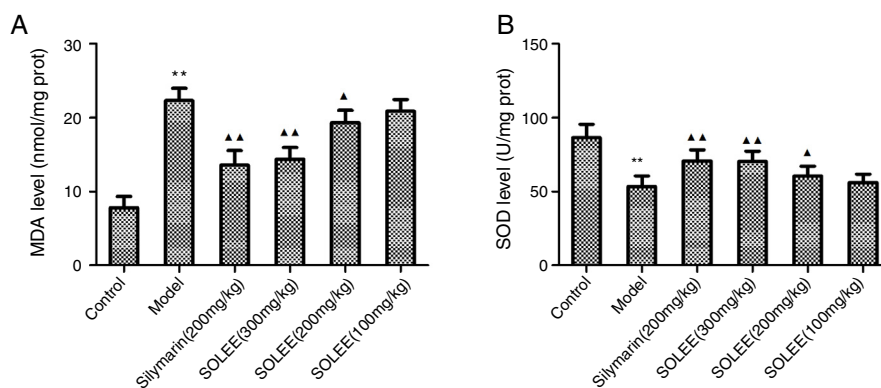 A
MDA level (nmol/mg prot)
30
20
10
0
**
▲▲
▲▲
▲
Control
Model
Silymarin(200mg/kg)
SOLEE(300mg/kg)
SOLEE(200mg/kg)
SOLEE(100mg/kg)
B
SOD level (U/mg prot)
150
100
50
0
**
▲▲
▲▲
▲
Control
Model
Silymarin(200mg/kg)
SOLEE(300mg/kg)
SOLEE(200mg/kg)
SOLEE(100mg/kg)